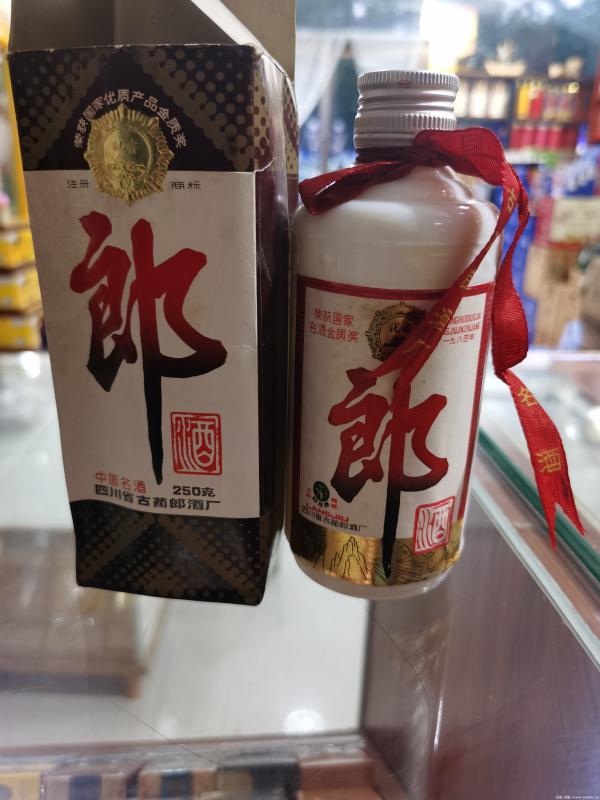 荣获国家优质产品金质奖
注册 商标
郎
酒
中国名酒 250克
四川省古蔺郎酒厂
荣获国家
名酒金质奖
一九八四年
郎
酒
LANGJIU
四川省古蔺郎酒厂
名
酒